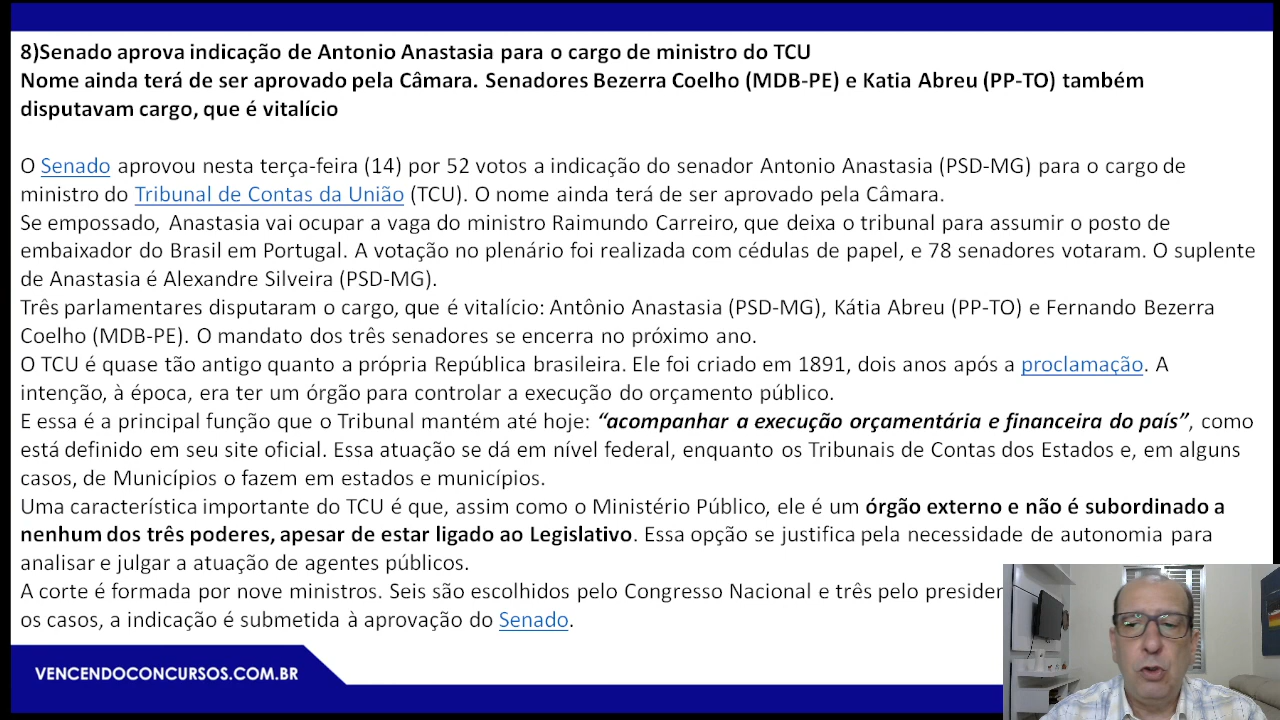 8)Senado aprova indicação de Antonio Anastasia para o cargo de ministro do TCU
Nome ainda terá de ser aprovado pela Câmara. Senadores Bezerra Coelho (MDB-PE) e Katia Abreu (PP-TO) também
disputavam cargo, que é vitalício
O Senado aprovou nesta terça-feira (14) por 52 votos a indicação do senador Antonio Anastasia (PSD-MG) para o cargo de
ministro do Tribunal de Contas da União (TCU). O nome ainda terá de ser aprovado pela Câmara.
Se empossado, Anastasia vai ocupar a vaga do ministro Raimundo Carreiro, que deixa o tribunal para assumir o posto de
embaixador do Brasil em Portugal. A votação no plenário foi realizada com cédulas de papel, e 78 senadores votaram. O suplente
de Anastasia é Alexandre Silveira (PSD-MG).
Três parlamentares disputaram o cargo, que é vitalício: Antônio Anastasia (PSD-MG), Kátia Abreu (PP-TO) e Fernando Bezerra
Coelho (MDB-PE). O mandato dos três senadores se encerra no próximo ano.
O TCU é quase tão antigo quanto a própria República brasileira. Ele foi criado em 1891, dois anos após a proclamação. A
intenção, à época, era ter um órgão para controlar a execução do orçamento público.
E essa é a principal função que o Tribunal mantém até hoje: “acompanhar a execução orçamentária e financeira do país”, como
está definido em seu site oficial. Essa atuação se dá em nível federal, enquanto os Tribunais de Contas dos Estados e, em alguns
casos, de Municípios o fazem em estados e municípios.
Uma característica importante do TCU é que, assim como o Ministério Público, ele é um órgão externo e não é subordinado a
nenhum dos três poderes, apesar de estar ligado ao Legislativo. Essa opção se justifica pela necessidade de autonomia para
analisar e julgar a atuação de agentes públicos.
A corte é formada por nove ministros. Seis são escolhidos pelo Congresso Nacional e três pelo
os casos, a indicação é submetida à aprovação do Senado.
VENCENDOCONCURSOS.COM.BR